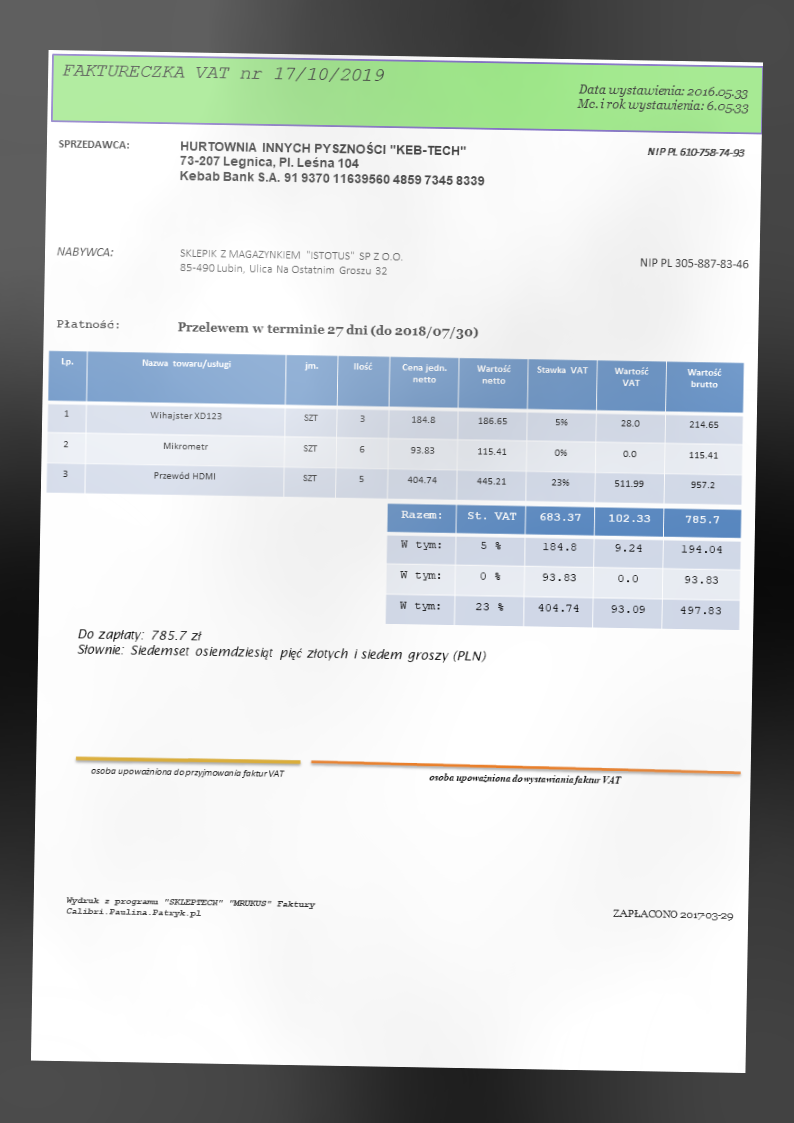 FAKTURECZKA VAT nr 17/10/2019
Data wystawienia: 2016.05.33
Mc. i rok wystawienia: 6.05.33
SPRZEDAWCA: HURTOWNIA INNYCH PYSZNOŚCI "KEB-TECH" NIP PL 610-758-74-93
73-207 Legnica, Pl. Leśna 104
Kebab Bank S.A. 91 9370 11639560 4859 7345 8339
NABYWCA: SKLEPIK Z MAGAZYNKIEM "ISTOTUS" SP Z O.O. NIP PL 305-887-83-46
85-490 Lubin, Ulica Na Ostatnim Groszu 32
Płatność: Przelewem w terminie 27 dni (do 2018/07/30)
Lp. Nazwa towaru/usługi jm. Ilość Cena jedn. netto Wartość netto Stawka VAT Wartość VAT Wartość brutto
1 Wihajster XD123 SZT 3 184.8 186.65 5% 28.0 214.65
2 Mikrometr SZT 6 93.83 115.41 0% 0.0 115.41
3 Przewód HDMI SZT 5 404.74 445.21 23% 511.99 957.2
Razem: St. VAT 683.37 102.33 785.7
W tym: 5 % 184.8 9.24 194.04
W tym: 0 % 93.83 0.0 93.83
W tym: 23 % 404.74 93.09 497.83
Do zapłaty: 785.7 zł
Słownie: Siedemset osiemdziesiąt pięć złotych i siedem groszy (PLN)
osoba upoważniona do przyjmowania faktur VAT osoba upoważniona do wystawiania faktur VAT
Wydruk z programu "SKLEPTECH" "MRUKUS" Faktury
Calibri.Paulina.Patryk.pl
ZAPŁACONO 2017-03-29